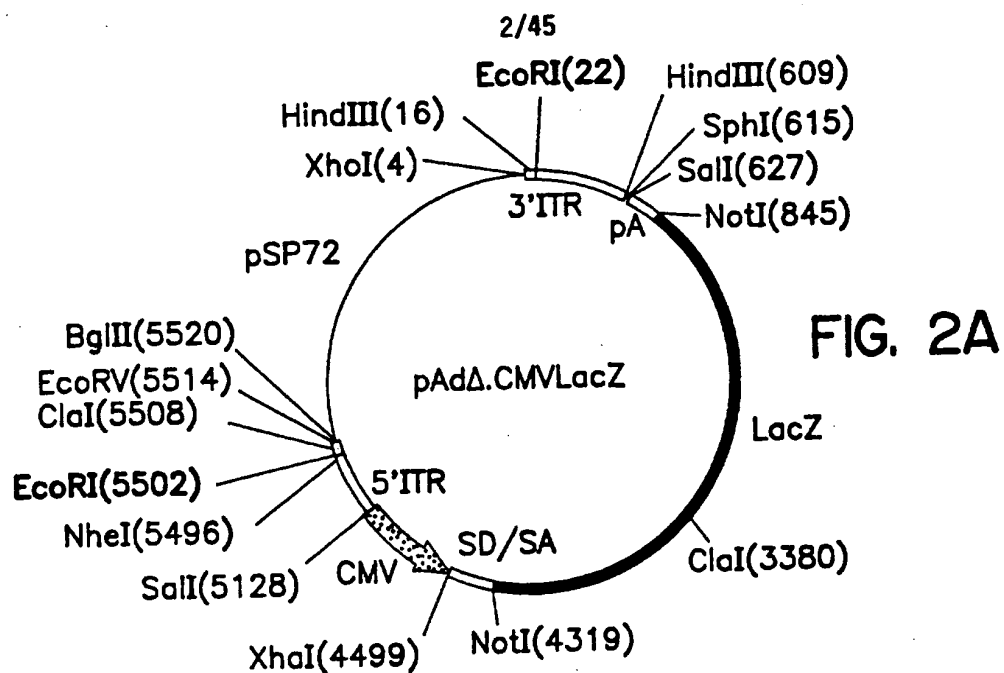 2/45
EcoRI(22)
HindIII(609)
HindIII(16)
SphI(615)
XhoI(4)
SalI(627)
3'ITR
NotI(845)
pA
pSP72
BglII(5520)
FIG. 2A
EcoRV(5514)
pAdΔ.CMVLacZ
ClaI(5508)
LacZ
EcoRI(5502)
5'ITR
NheI(5496)
SD/SA
ClaI(3380)
SalI(5128)
CMV
NotI(4319)
XhaI(4499)